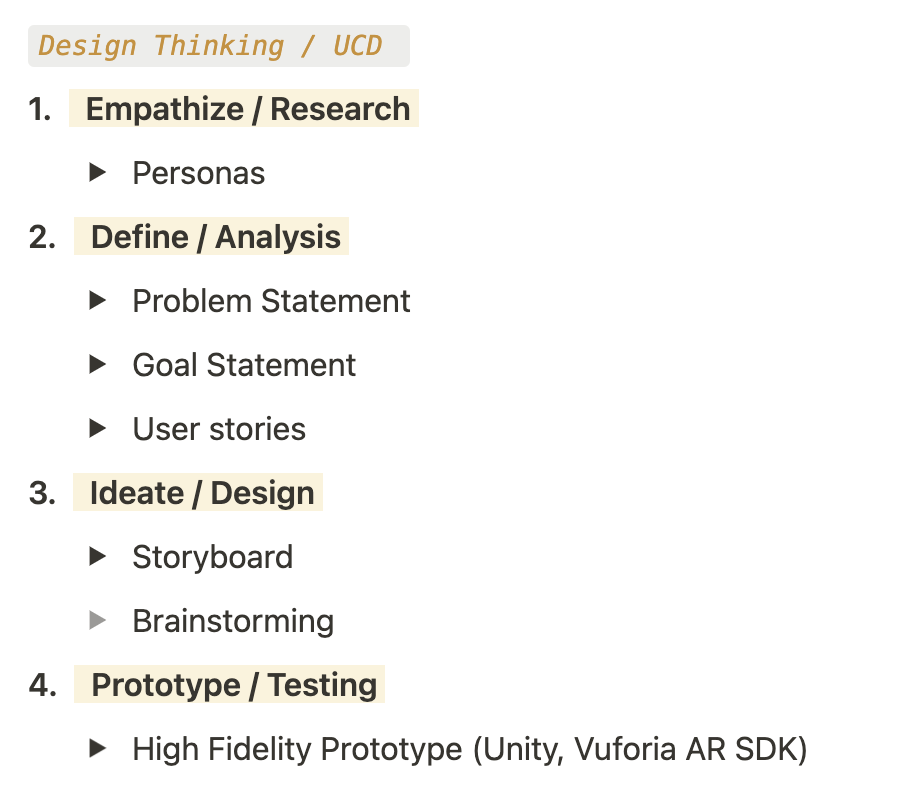 Design Thinking / UCD
1. Empathize / Research
Personas
2. Define / Analysis
Problem Statement
Goal Statement
User stories
3. Ideate / Design
Storyboard
Brainstorming
4. Prototype / Testing
High Fidelity Prototype (Unity, Vuforia AR SDK)